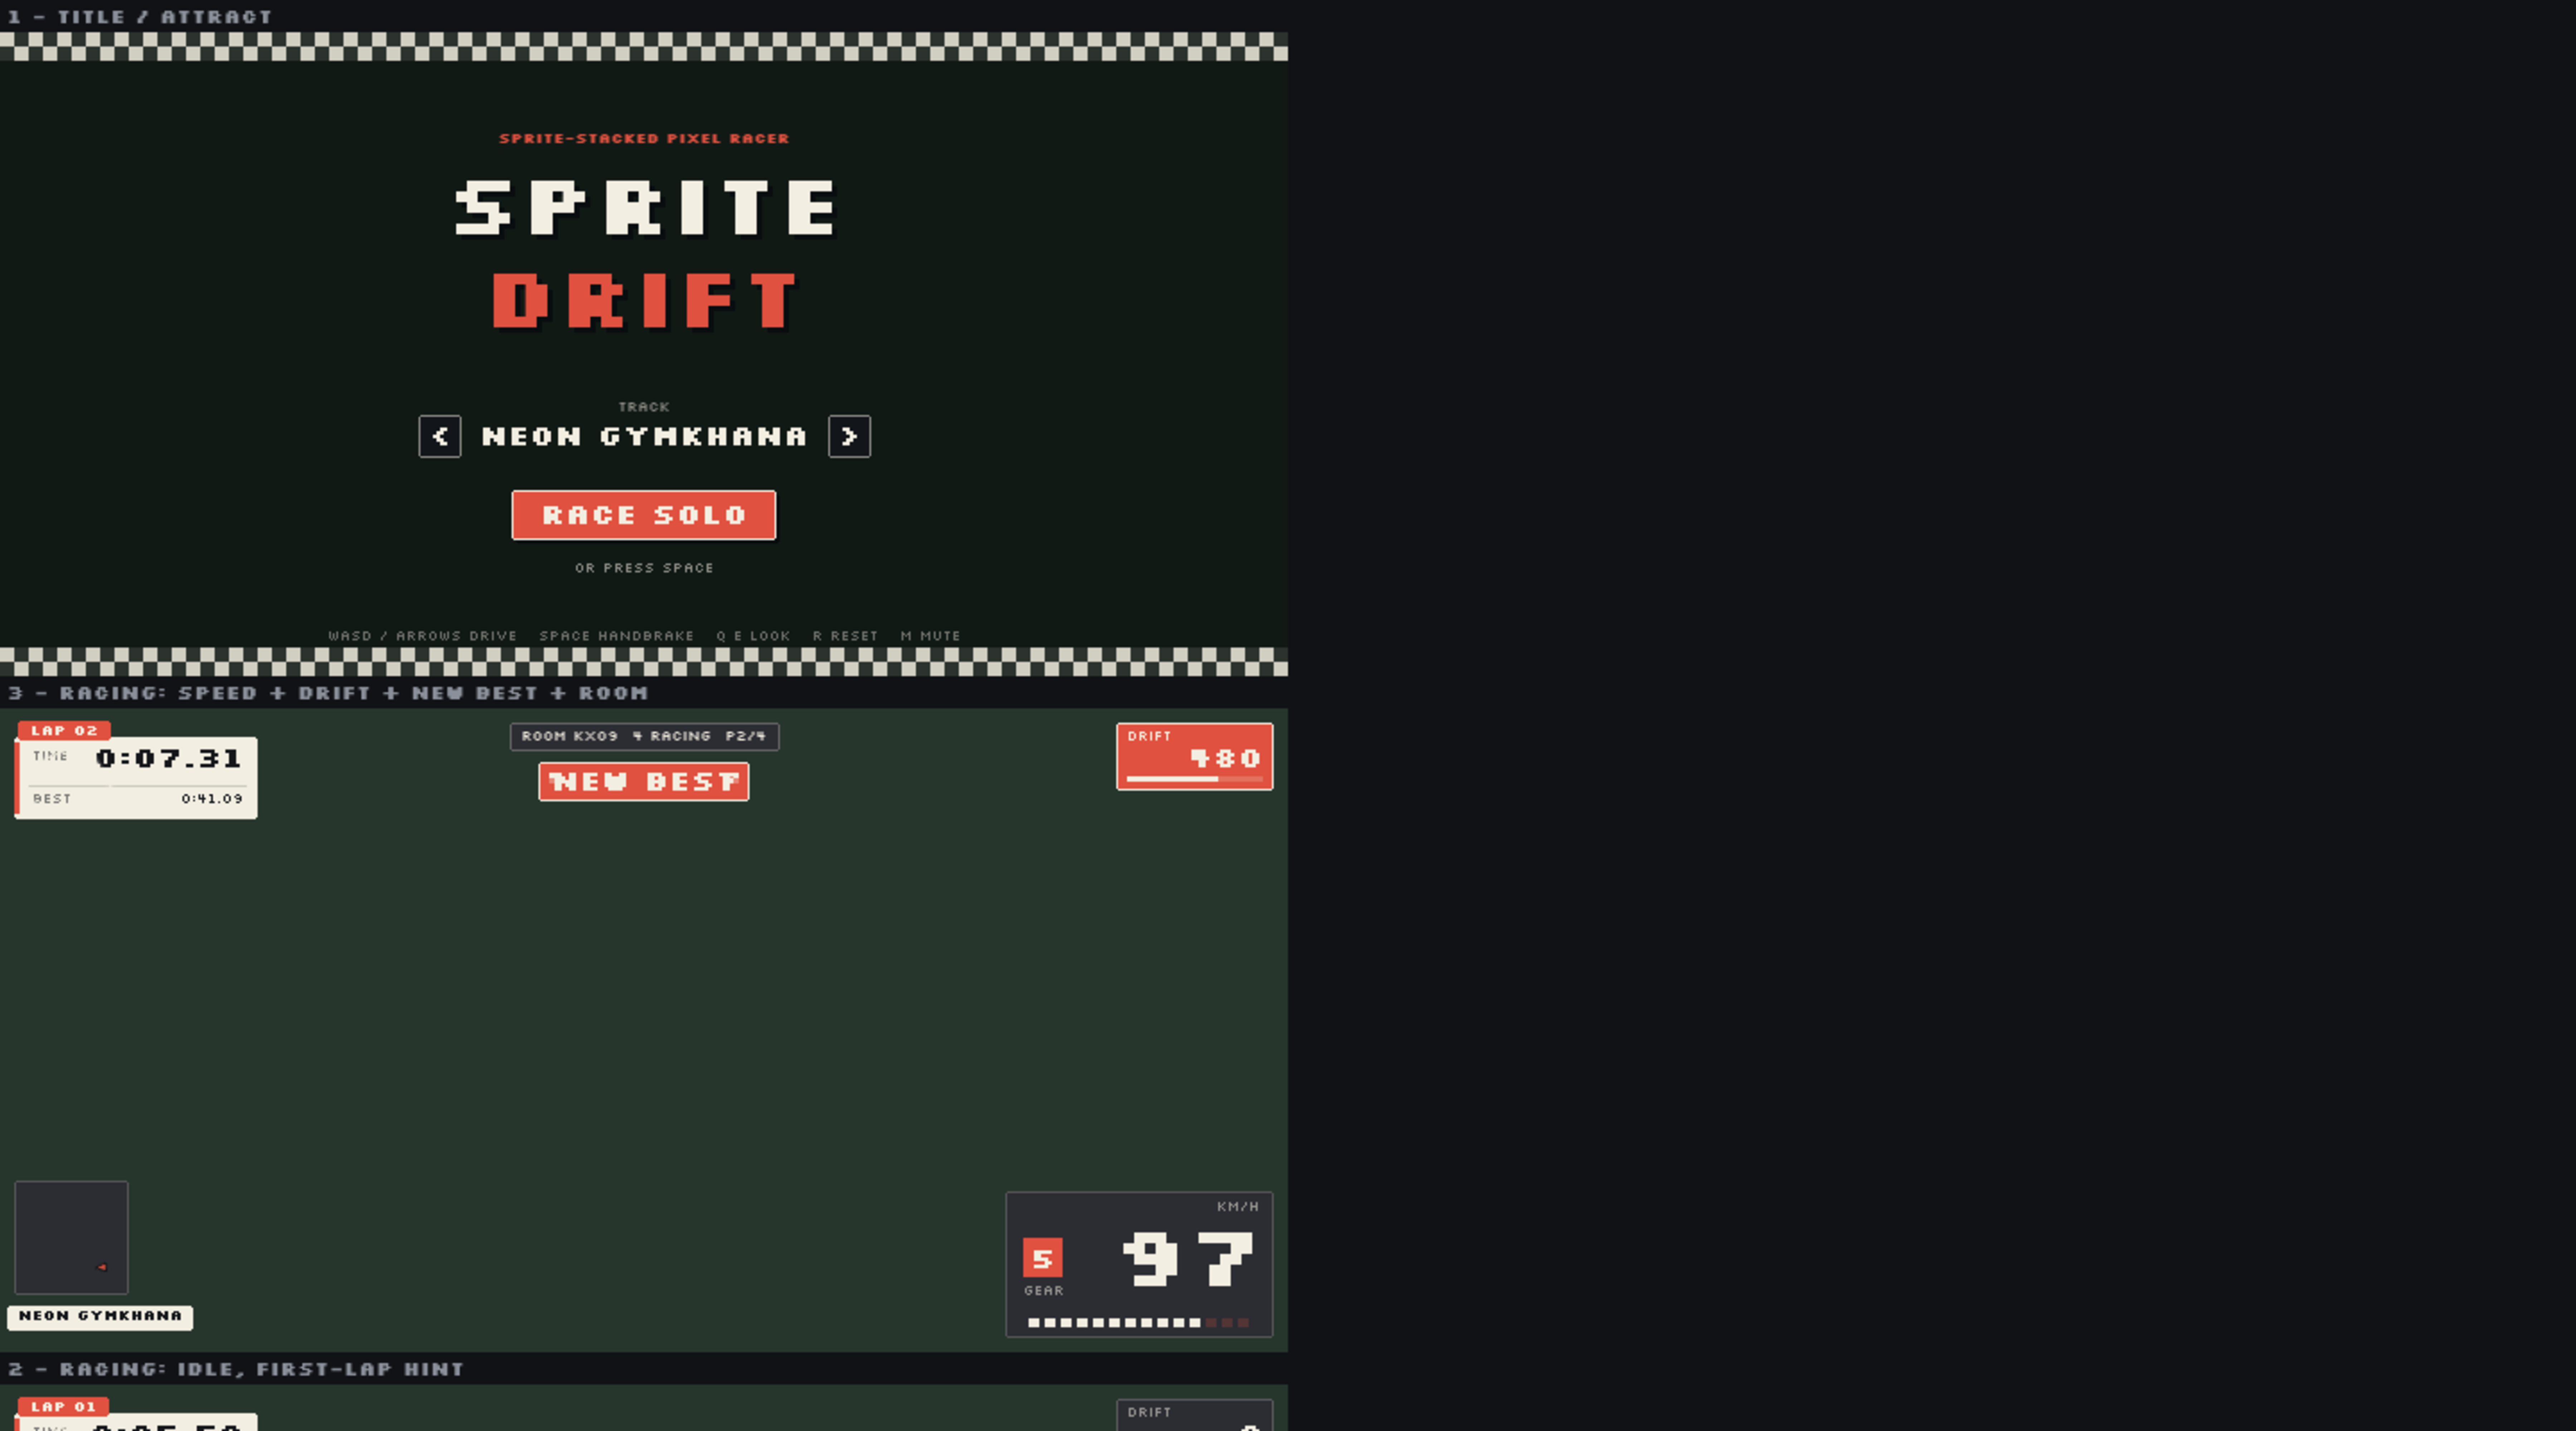 1 - TITLE / ATTRACT
SPRITE-STACKED PIXEL RACER
SPRITE
DRIFT
TRACK
< NEON GYMKHANA >
RACE SOLO
OR PRESS SPACE
WASD / ARROWS DRIVE SPACE HANDBRAKE Q E LOOK R RESET M MUTE
3 - RACING: SPEED + DRIFT + NEW BEST + ROOM
LAP 02
TIME 0:07.31
BEST 0:41.09
ROOM KX09 4 RACING P2/4
NEW BEST
DRIFT
480
KM/H
5 97
GEAR
NEON GYMKHANA
2 - RACING: IDLE, FIRST-LAP HINT
LAP 01
DRIFT